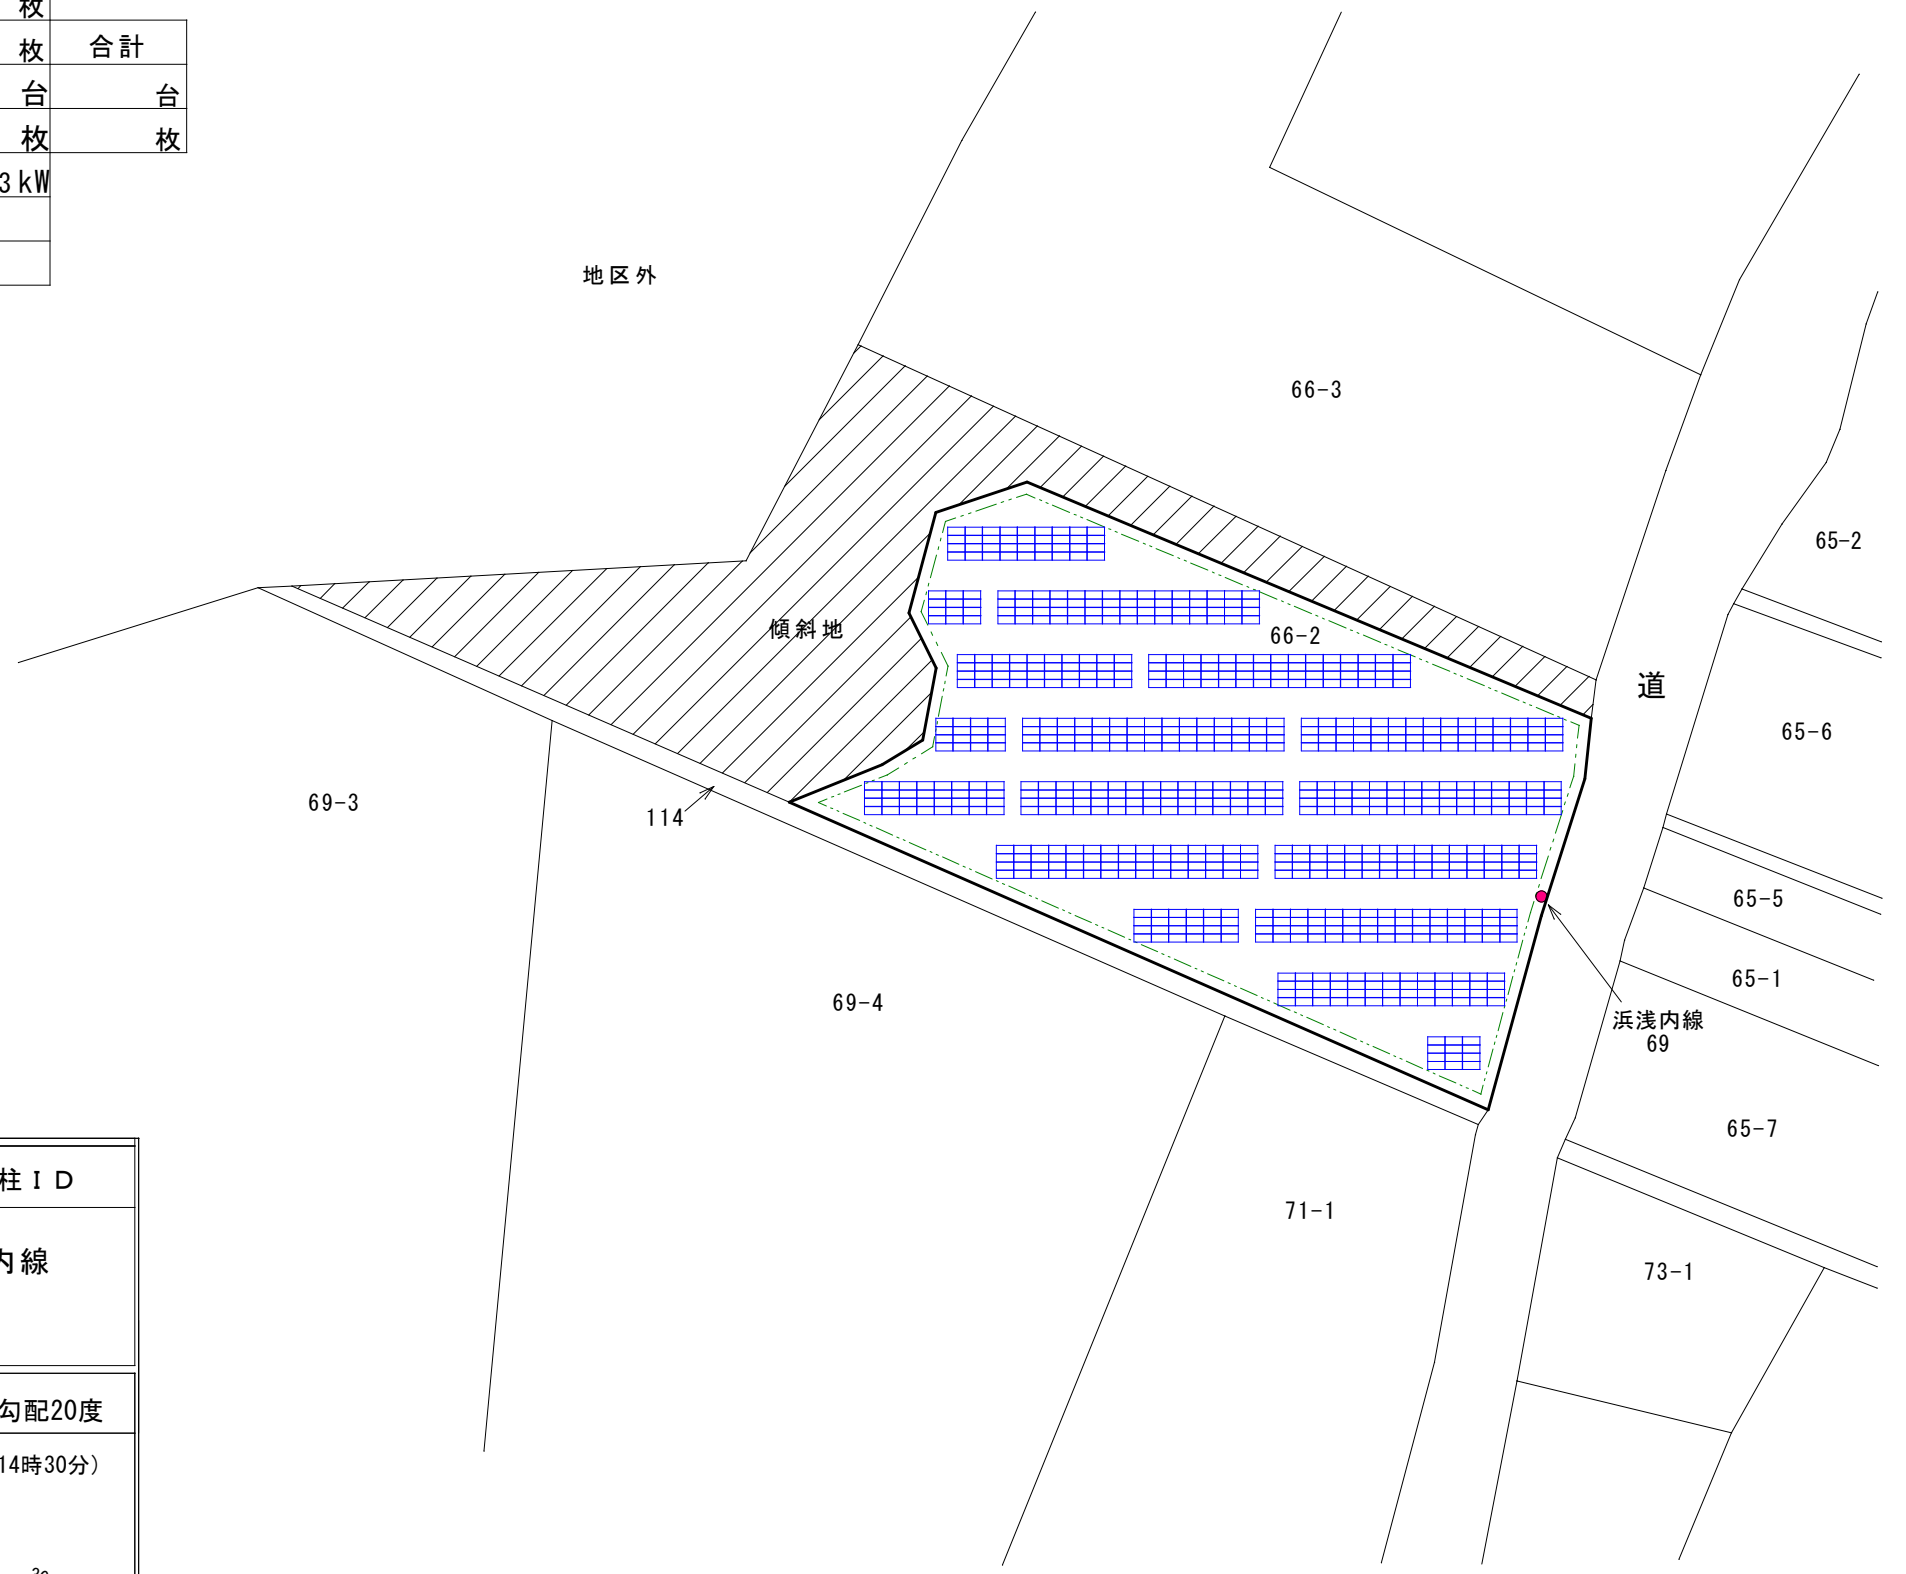 枚
枚 合計
台 台
枚 枚
3kW
地区外
66-3
65-2
傾斜地
66-2
道
65-6
69-3
114
65-5
65-1
69-4
浜浅内線
69
65-7
柱ＩＤ
71-1
内線
73-1
勾配20度
14時30分）